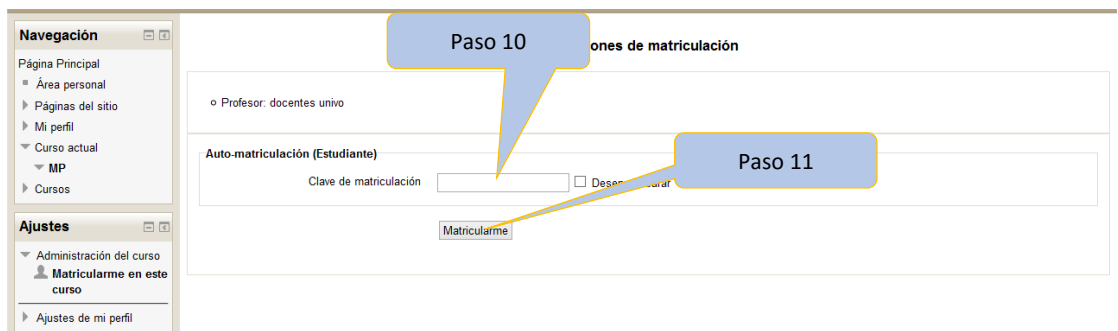 Navegación
Página Principal
Área personal
Páginas del sitio
Mi perfil
Curso actual
MP
Cursos
Ajustes
Administración del curso
Matricularme en este
curso
Ajustes de mi perfil
Paso 10
ones de matriculación
Profesor: docentes univo
Auto-matriculación (Estudiante)
Paso 11
Clave de matriculación
Matricularme